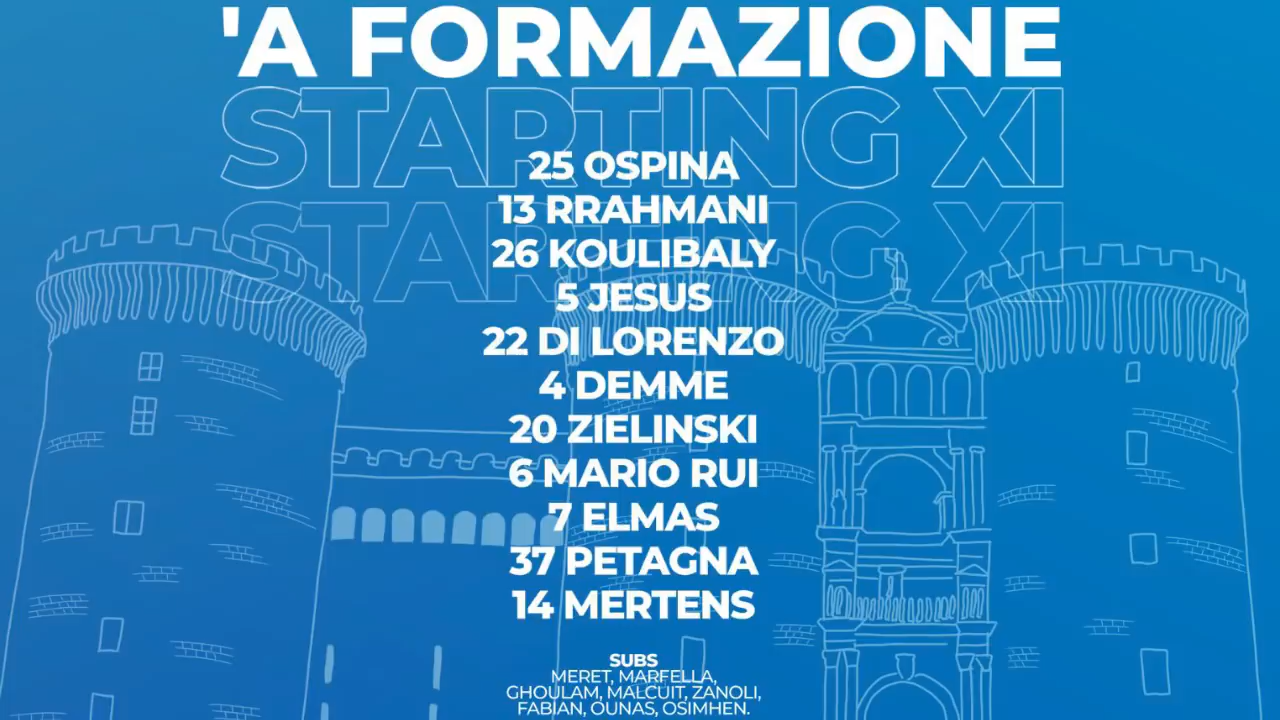 'A FORMAZIONE
STARTING XI
STARTING XI
25 OSPINA
13 RRAHMANI
26 KOULIBALY
5 JESUS
22 DI LORENZO
4 DEMME
20 ZIELINSKI
6 MARIO RUI
7 ELMAS
37 PETAGNA
14 MERTENS
SUBS
MERET, MARFELLA,
GHOULAM, MALCUIT, ZANOLI,
FABIAN, OUNAS, OSIMHEN.